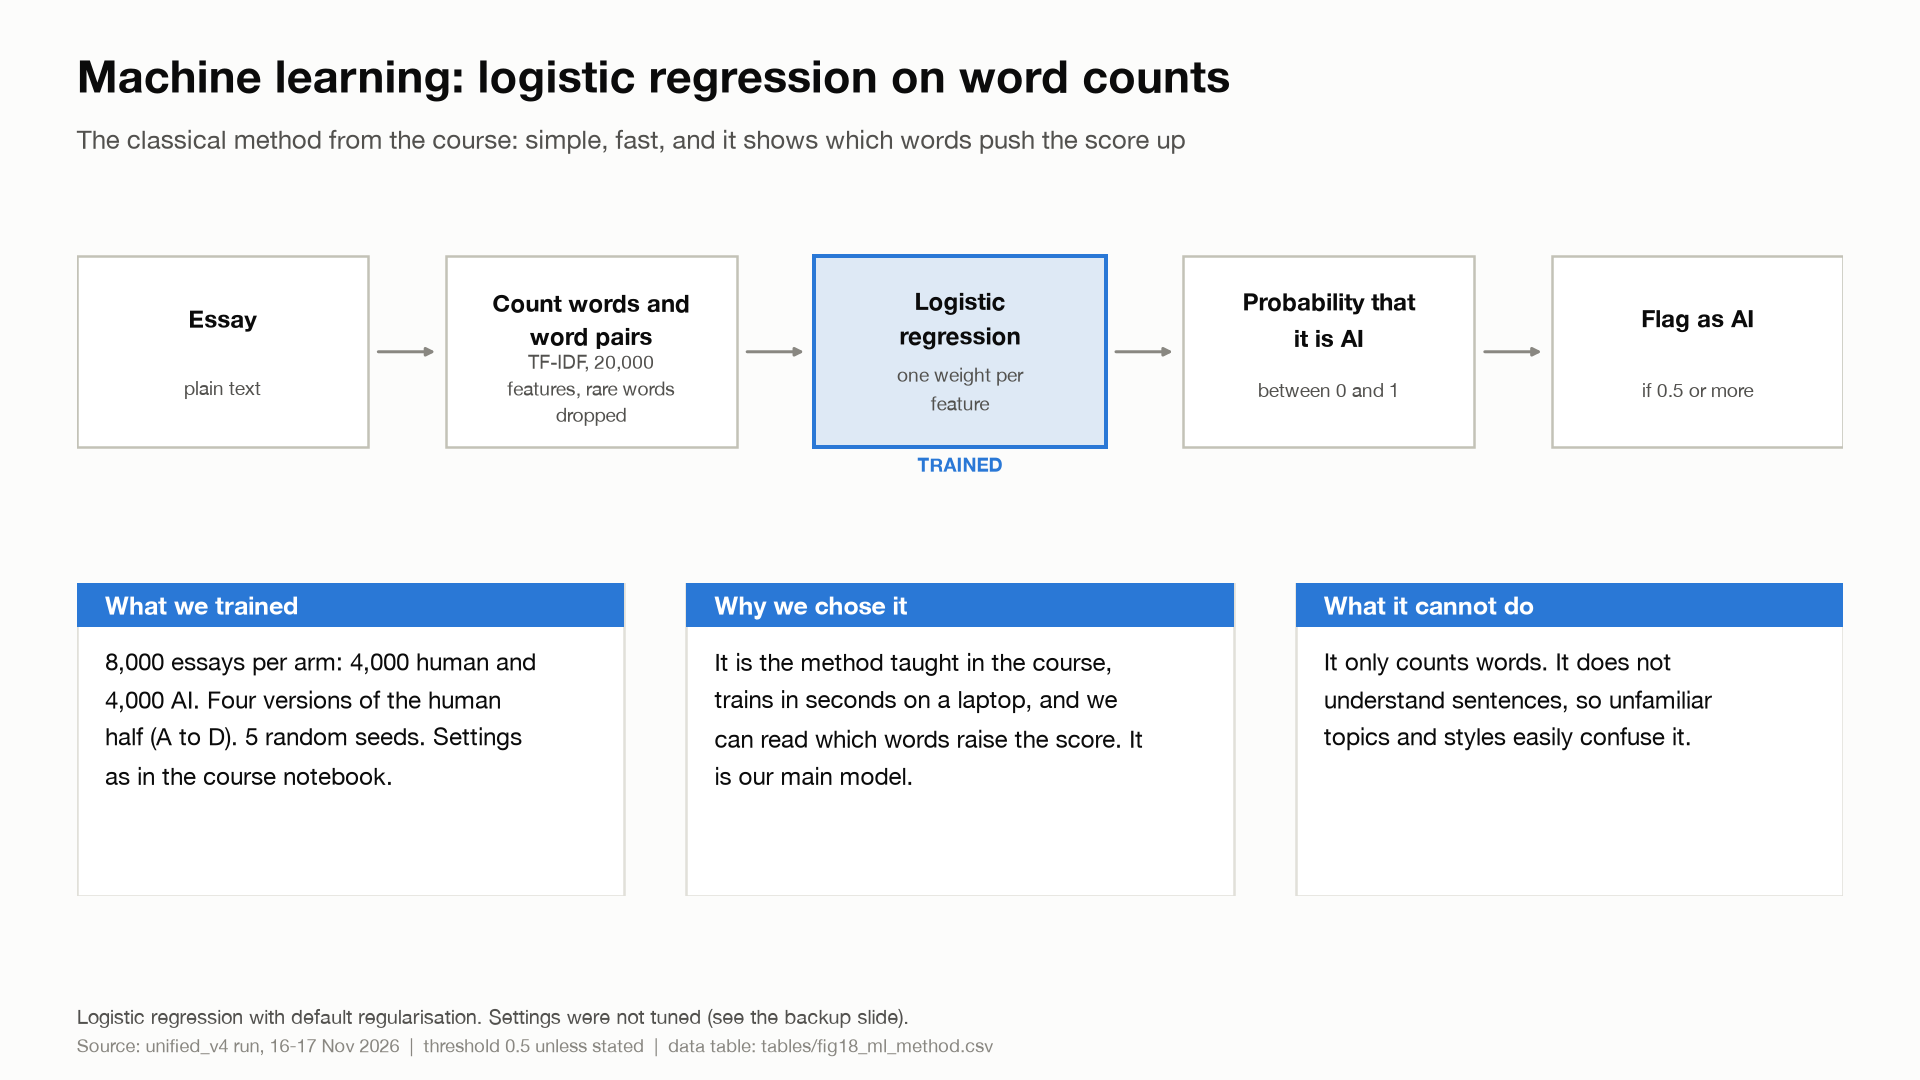 Machine learning: logistic regression on word counts
The classical method from the course: simple, fast, and it shows which words push the score up
Essay
plain text
Count words and
word pairs
TF-IDF, 20,000
features, rare words
dropped
Logistic
regression
one weight per
feature
TRAINED
Probability that
it is AI
between 0 and 1
Flag as AI
if 0.5 or more
What we trained
8,000 essays per arm: 4,000 human and
4,000 AI. Four versions of the human
half (A to D). 5 random seeds. Settings
as in the course notebook.
Why we chose it
It is the method taught in the course,
trains in seconds on a laptop, and we
can read which words raise the score. It
is our main model.
What it cannot do
It only counts words. It does not
understand sentences, so unfamiliar
topics and styles easily confuse it.
Logistic regression with default regularisation. Settings were not tuned (see the backup slide).
Source: unified_v4 run, 16-17 Nov 2026 | threshold 0.5 unless stated | data table: tables/fig18_ml_method.csv